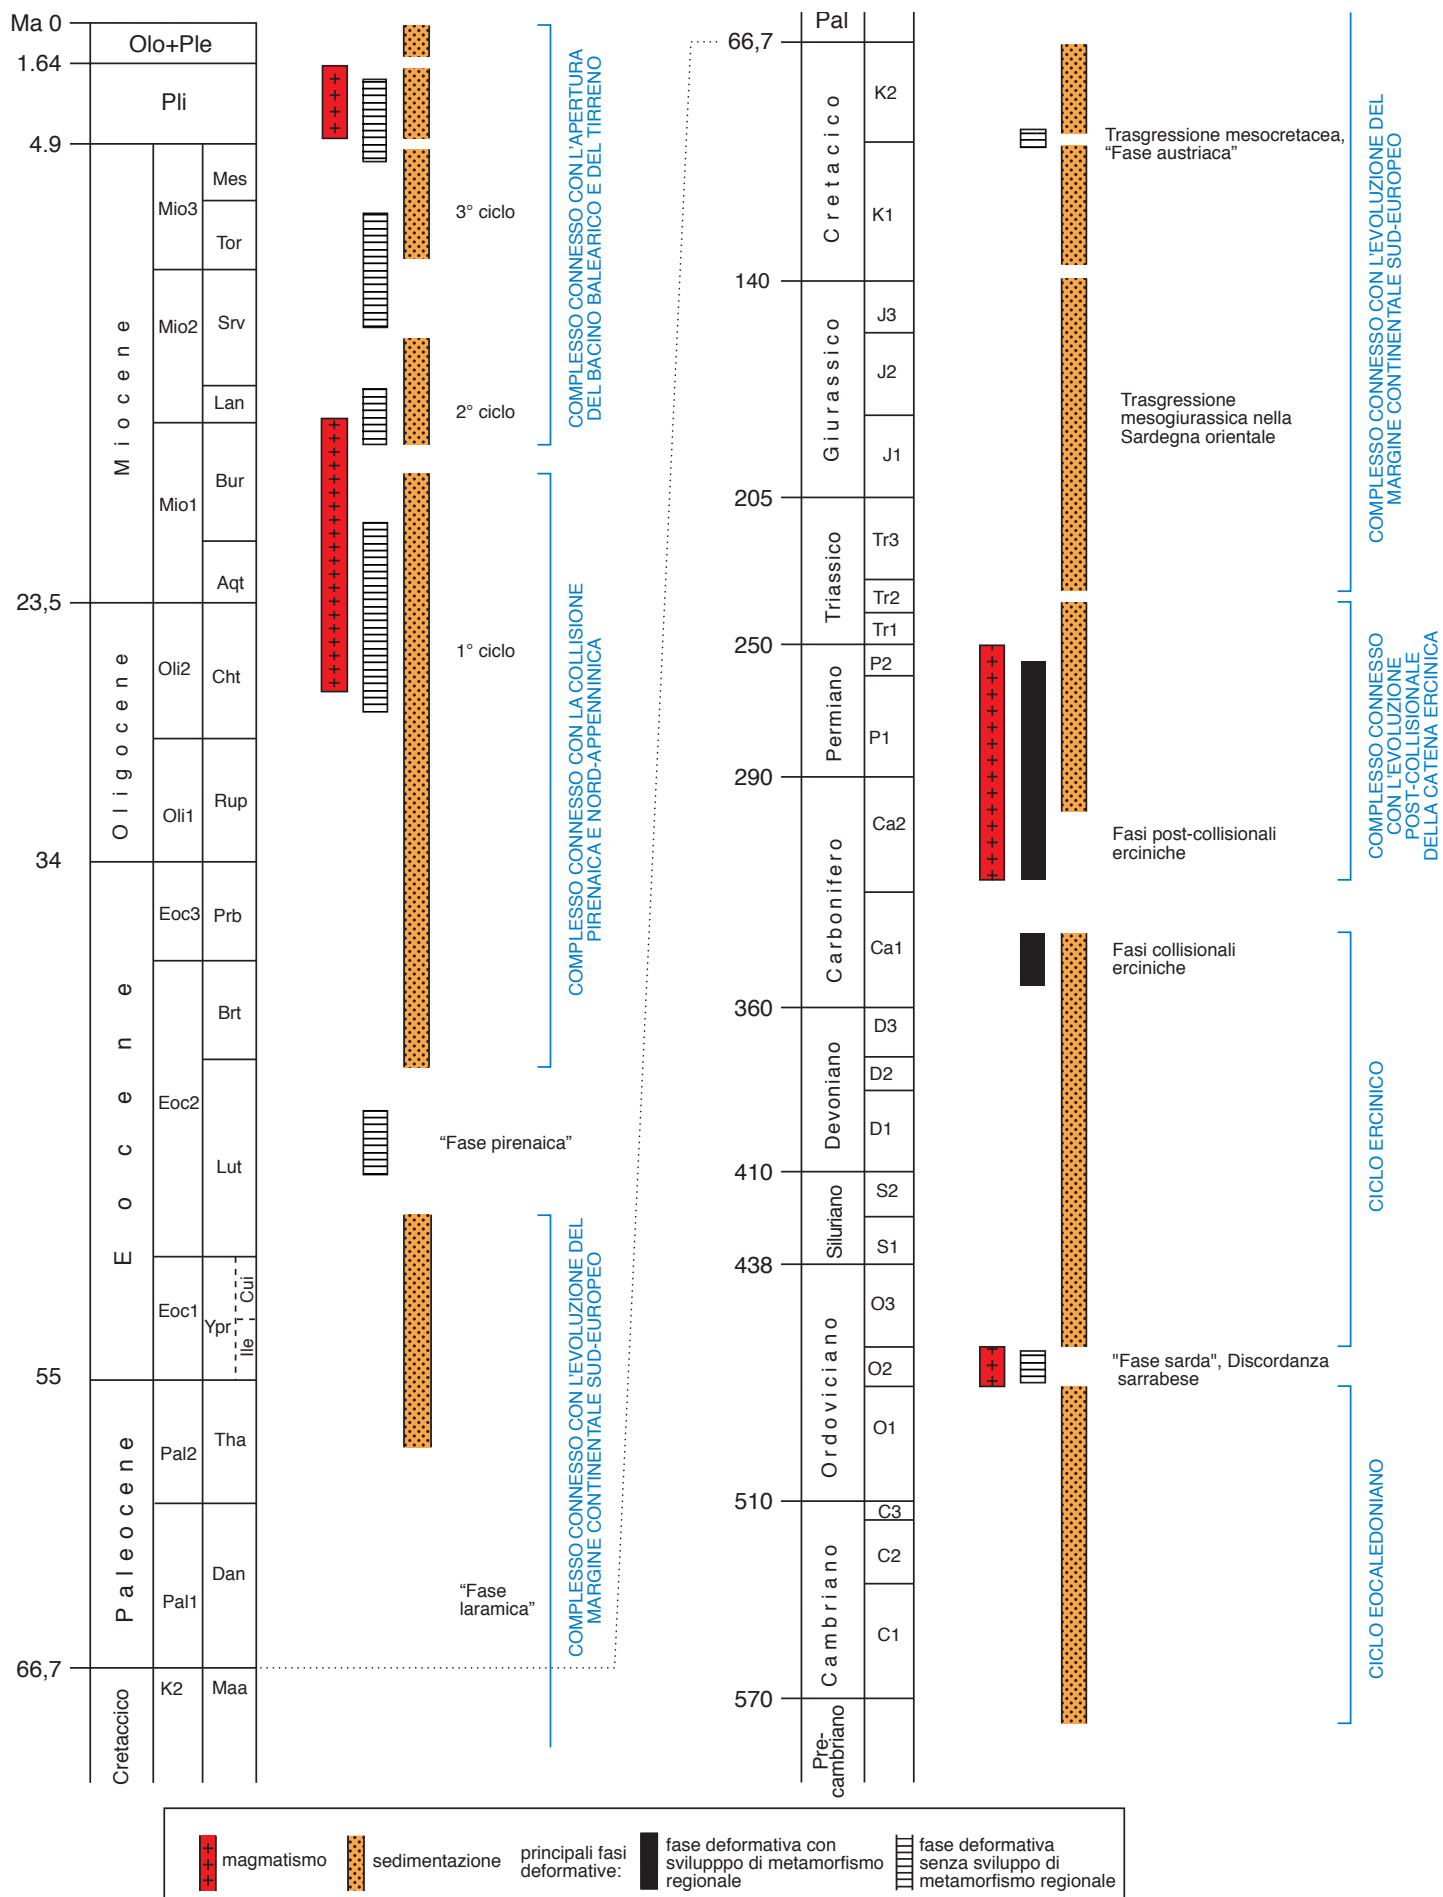 Ma 0
Olo+Ple
1.64
Pli
4.9
Miocene
Mio3
Mes
Tor
Mio2
Srv
Lan
Mio1
Bur
Aqt
23,5
Oligocene
Oli2
Cht
Oli1
Rup
34
Eocene
Eoc3
Prb
Brt
Eoc2
Lut
Eoc1
Ypr
Cui
Ile
55
Paleocene
Pal2
Tha
Pal1
Dan
66,7
Cretaccico
K2
Maa
3° ciclo
2° ciclo
1° ciclo
“Fase pirenaica”
“Fase
laramica”
COMPLESSO CONNESSO CON L'APERTURA
DEL BACINO BALEARICO E DEL TIRRENO
COMPLESSO CONNESSO CON LA COLLISIONE
PIRENAICA E NORD-APPENNINICA
COMPLESSO CONNESSO CON L'EVOLUZIONE DEL
MARGINE CONTINENTALE SUD-EUROPEO
Pal
66,7
Cretacico
K2
K1
140
Giurassico
J3
J2
J1
205
Triassico
Tr3
Tr2
Tr1
250
Permiano
P2
P1
290
Carbonifero
Ca2
Ca1
360
Devoniano
D3
D2
D1
410
Siluriano
S2
S1
438
Ordoviciano
O3
O2
O1
510
Cambriano
C3
C2
C1
570
Pre-
cambriano
Trasgressione mesocretacea,
“Fase austriaca”
Trasgressione
mesogiurassica nella
Sardegna orientale
Fasi post-collisionali
erciniche
Fasi collisionali
erciniche
"Fase sarda", Discordanza
sarrabese
COMPLESSO CONNESSO CON L'EVOLUZIONE DEL
MARGINE CONTINENTALE SUD-EUROPEO
COMPLESSO CONNESSO
CON L'EVOLUZIONE
POST-COLLISIONALE
DELLA CATENA ERCINICA
CICLO ERCINICO
CICLO EOCALEDONIANO
magmatismo
sedimentazione
principali fasi
deformative:
fase deformativa con
svilupppo di metamorfismo
regionale
fase deformativa
senza sviluppo di
metamorfismo regionale